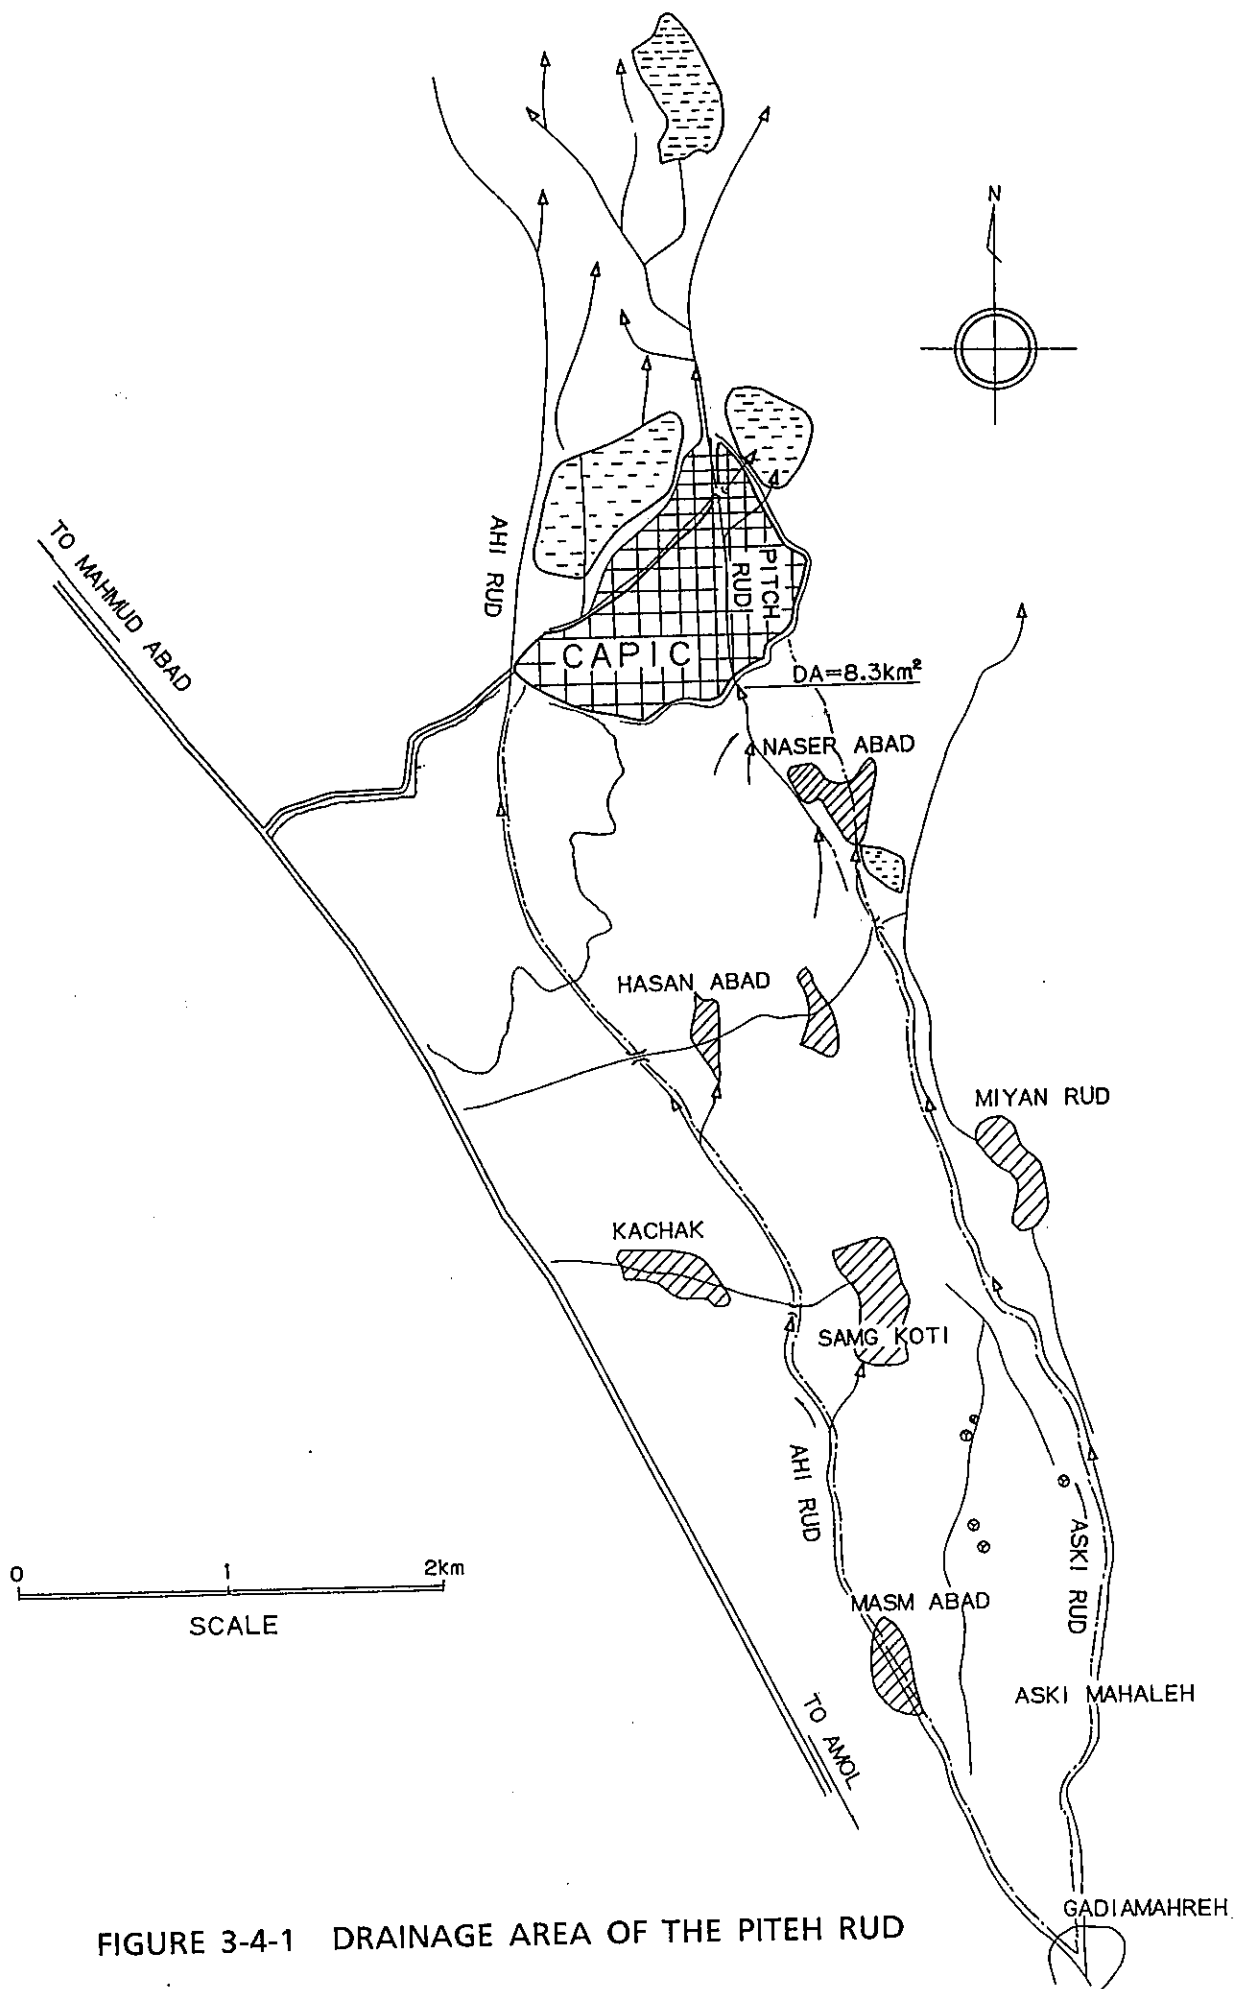 N
TO MAHMUD ABAD
AHI RUD
PITCH
RUD
CAPIC
DA=8.3km²
NASER ABAD
HASAN ABAD
MIYAN RUD
KACHAK
SAMG KOTI
AHI RUD
ASKI RUD
0 1 2km
SCALE
MASM ABAD
ASKI MAHALEH
TO AMOL
GADIAMAHREH
FIGURE 3-4-1 DRAINAGE AREA OF THE PITEH RUD